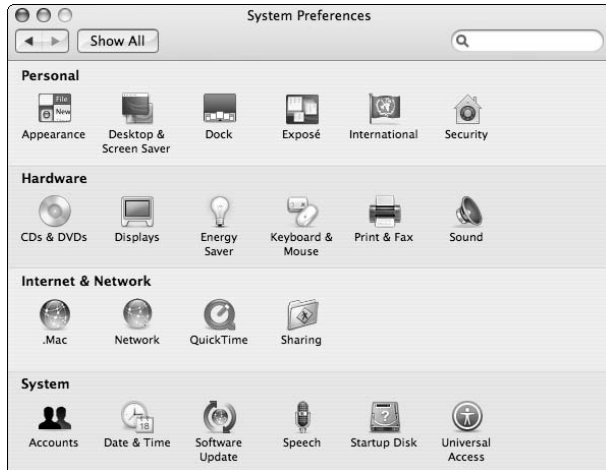 System Preferences
Show All
Personal
File
New
Appearance
Desktop &
Screen Saver
Dock
Exposé
International
Security
Hardware
CDs & DVDs
Displays
Energy
Saver
Keyboard &
Mouse
Print & Fax
Sound
Internet & Network
.Mac
Network
QuickTime
Sharing
System
18
Accounts
Date & Time
Software
Update
Speech
Startup Disk
Universal
Access